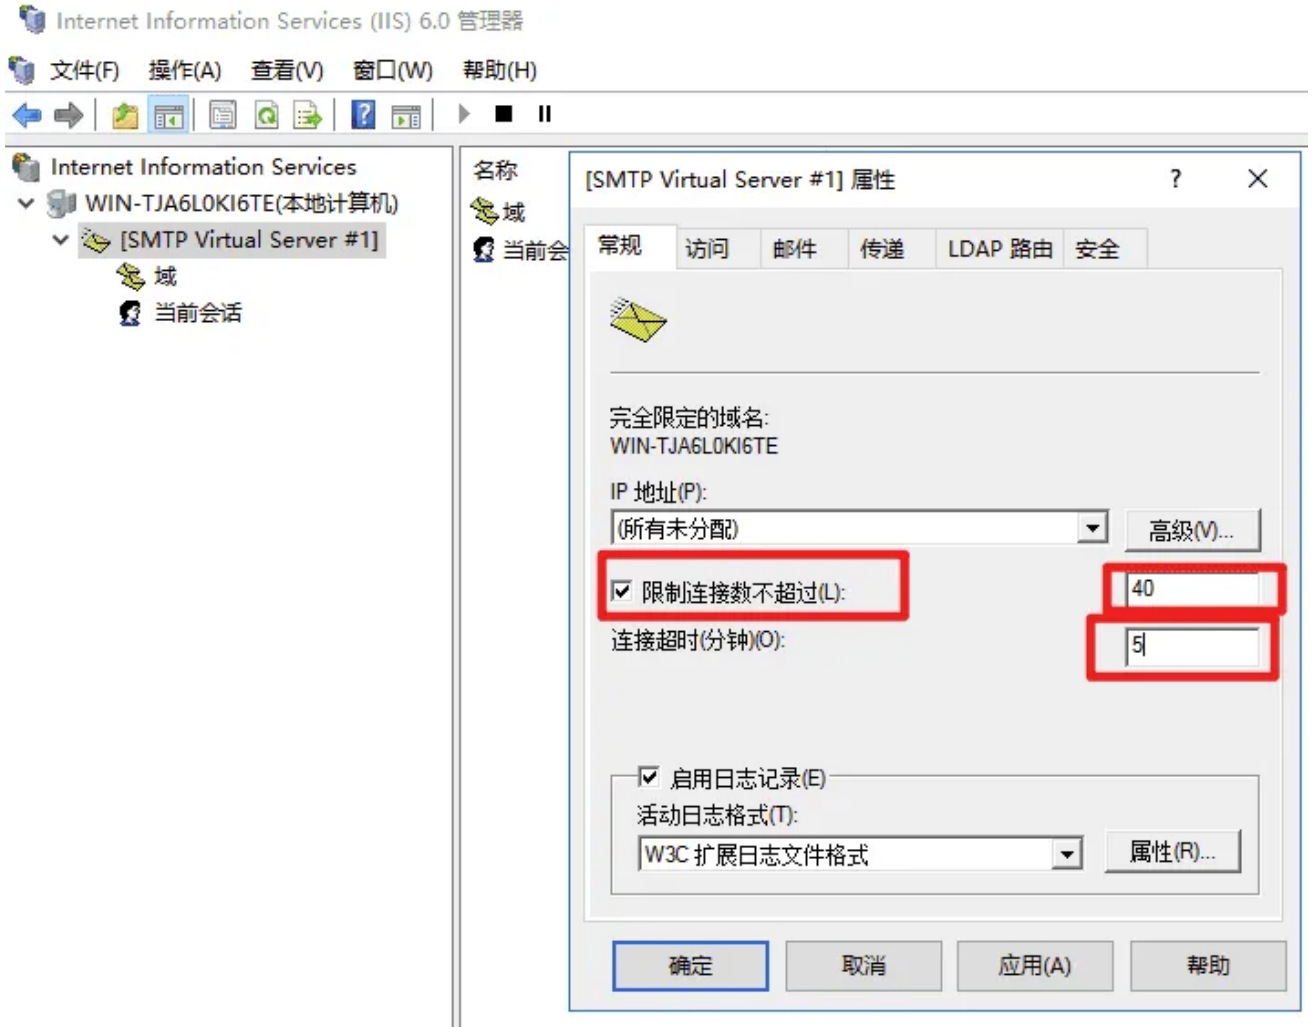 Internet Information Services (IIS) 6.0 管理器
文件(F) 操作(A) 查看(V) 窗口(W) 帮助(H)
Internet Information Services
WIN-TJA6L0KI6TE(本地计算机)
[SMTP Virtual Server #1]
域
当前会话
名称
域
当前会
[SMTP Virtual Server #1] 属性
常规 访问 邮件 传递 LDAP 路由 安全
完全限定的域名:
WIN-TJA6L0KI6TE
IP 地址(P):
(所有未分配) 高级(V)...
限制连接数不超过(L): 40
连接超时(分钟)(O): 5
启用日志记录(E)
活动日志格式(T):
W3C 扩展日志文件格式 属性(R)...
确定 取消 应用(A) 帮助